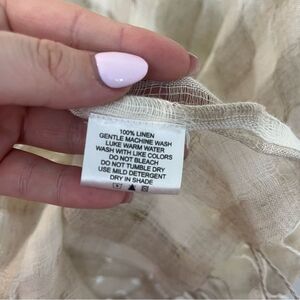 100% LINEN
GENTLE MACHINE WASH
LUKE WARM WATER
WASH WITH LIKE COLORS
DO NOT BLEACH
DO NOT TUMBLE DRY
USE MILD DETERGENT
DRY IN SHADE